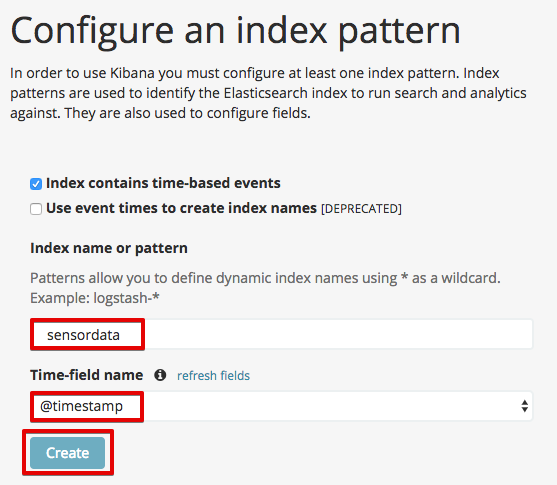 Configure an index pattern
In order to use Kibana you must configure at least one index pattern. Index
patterns are used to identify the Elasticsearch index to run search and analytics
against. They are also used to configure fields.
Index contains time-based events
Use event times to create index names [DEPRECATED]
Index name or pattern
Patterns allow you to define dynamic index names using * as a wildcard.
Example: logstash-*
sensordata
Time-field name refresh fields
@timestamp
Create